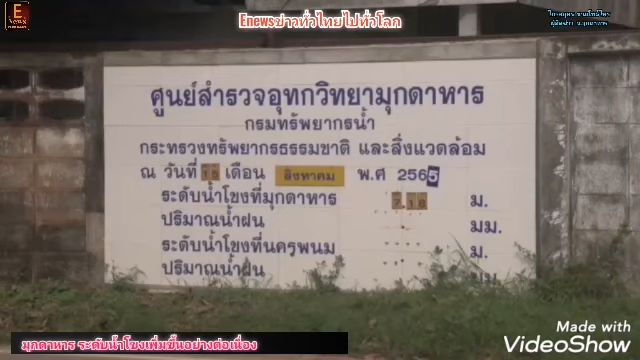 E
News
Enewsข่าวทั่วไทยไปทั่วโลก
ศูนย์สำรวจอุทกวิทยามุกดาหาร
กรมทรัพยากรน้ำ
กระทรวงทรัพยากรธรรมชาติ และสิ่งแวดล้อม
ณ วันที่ 15 เดือน สิงหาคม พ.ศ 2565
ระดับน้ำโขงที่มุกดาหาร 7.18 ม.
ปริมาณน้ำฝน มม.
ระดับน้ำโขงที่นครพนม ม.
ปริมาณน้ำฝน
มุกดาหาร ระดับน้ำโขงเพิ่มขึ้นอย่างต่อเนื่อง
Made with
VideoShow